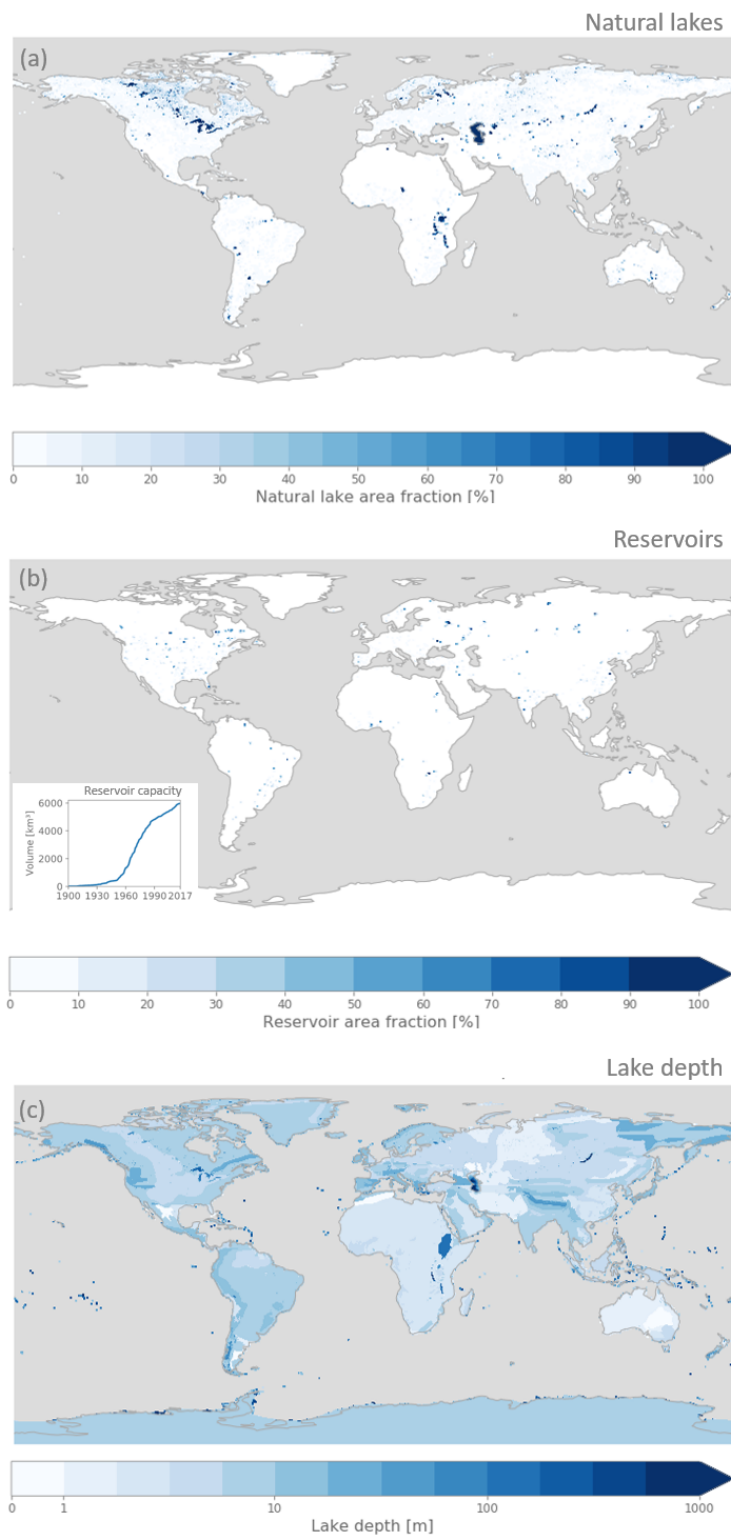 Natural lakes
(a)
0 10 20 30 40 50 60 70 80 90 100
Natural lake area fraction [%]
Reservoirs
(b)
Reservoir capacity
Volume [km³]
6000
4000
2000
0
1900 1930 1960 1990 2017
0 10 20 30 40 50 60 70 80 90 100
Reservoir area fraction [%]
Lake depth
(c)
0 1 10 100 1000
Lake depth [m]